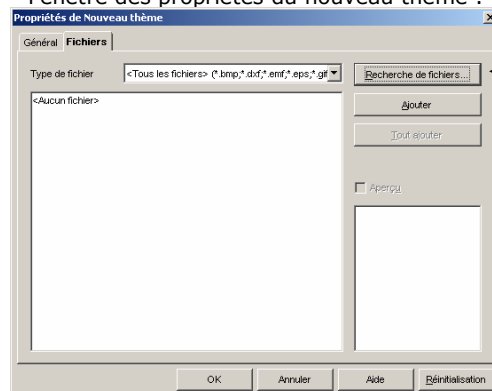 Fenêtre des propriétés du nouveau thème :
Propriétés de Nouveau thème
Général Fichiers
Type de fichier <Tous les fichiers> (*.bmp;*.dxf;*.emf;*.eps;*.gif Recherche de fichiers...
<Aucun fichier> Ajouter
Tout ajouter
Aperçu
OK Annuler Aide Réinitialisation